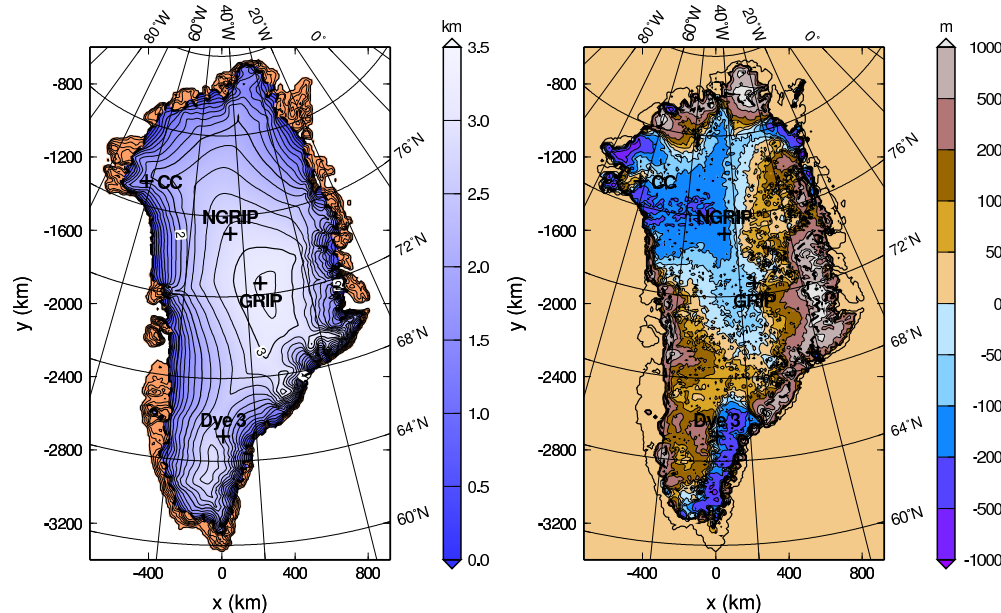 80°W
60°W
40°W
20°W
0°
km
-800
-1200
-1600
-2000
-2400
-2800
-3200
y (km)
CC
NGRIP
GRIP
Dye 3
2
3
76°N
72°N
68°N
64°N
60°N
3.5
3.0
2.5
2.0
1.5
1.0
0.5
0.0
-400
0
400
800
x (km)
80°W
60°W
40°W
20°W
0°
m
-800
-1200
-1600
-2000
-2400
-2800
-3200
y (km)
CC
NGRIP
GRIP
Dye 3
76°N
72°N
68°N
64°N
60°N
1000
500
200
100
50
0
-50
-100
-200
-500
-1000
-400
0
400
800
x (km)